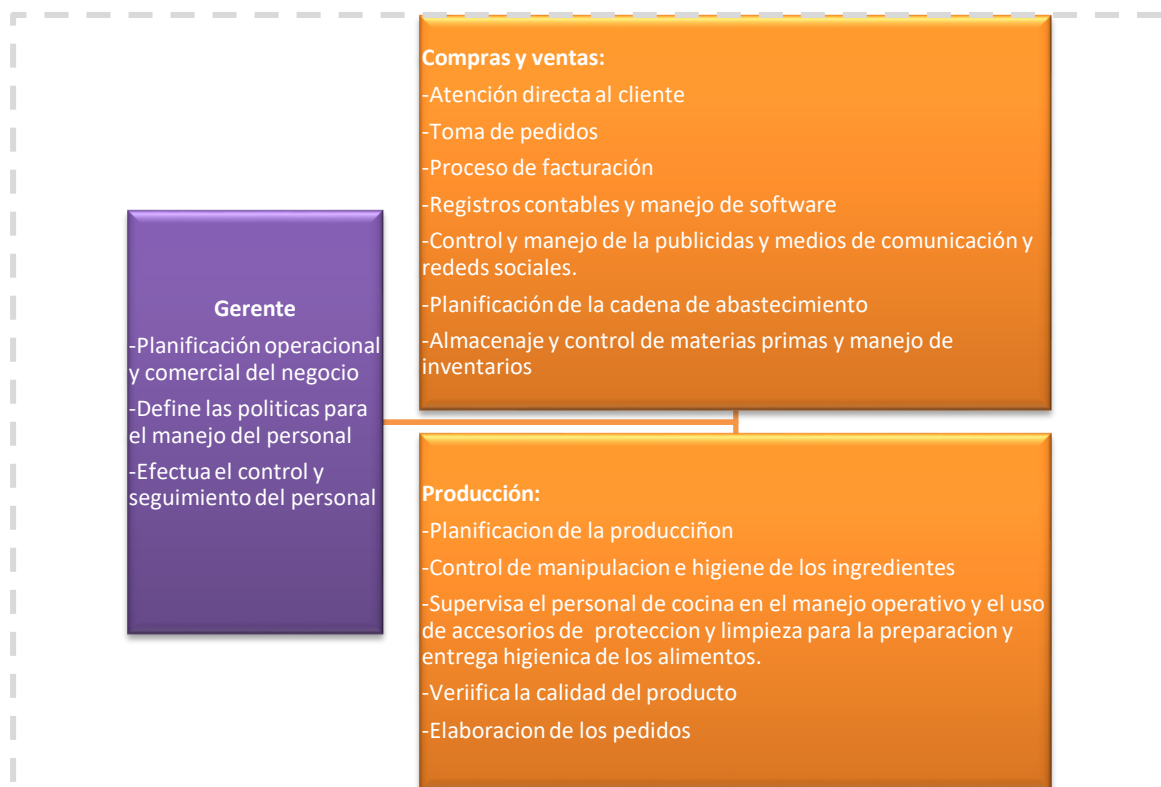 Compras y ventas:
-Atención directa al cliente
-Toma de pedidos
-Proceso de facturación
-Registros contables y manejo de software
-Control y manejo de la publicidas y medios de comunicación y
rededs sociales.
-Planificación de la cadena de abastecimiento
-Almacenaje y control de materias primas y manejo de
inventarios
Gerente
-Planificación operacional
y comercial del negocio
-Define las politicas para
el manejo del personal
-Efectua el control y
seguimiento del personal
Producción:
-Planificacion de la producciñon
-Control de manipulacion e higiene de los ingredientes
-Supervisa el personal de cocina en el manejo operativo y el uso
de accesorios de  proteccion y limpieza para la preparacion y
entrega higienica de los alimentos.
-Veriifica la calidad del producto
-Elaboracion de los pedidos